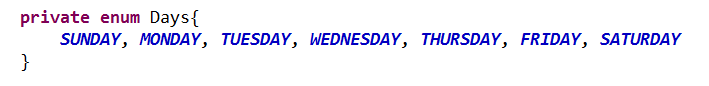 private enum Days{
SUNDAY, MONDAY, TUESDAY, WEDNESDAY, THURSDAY, FRIDAY, SATURDAY
}